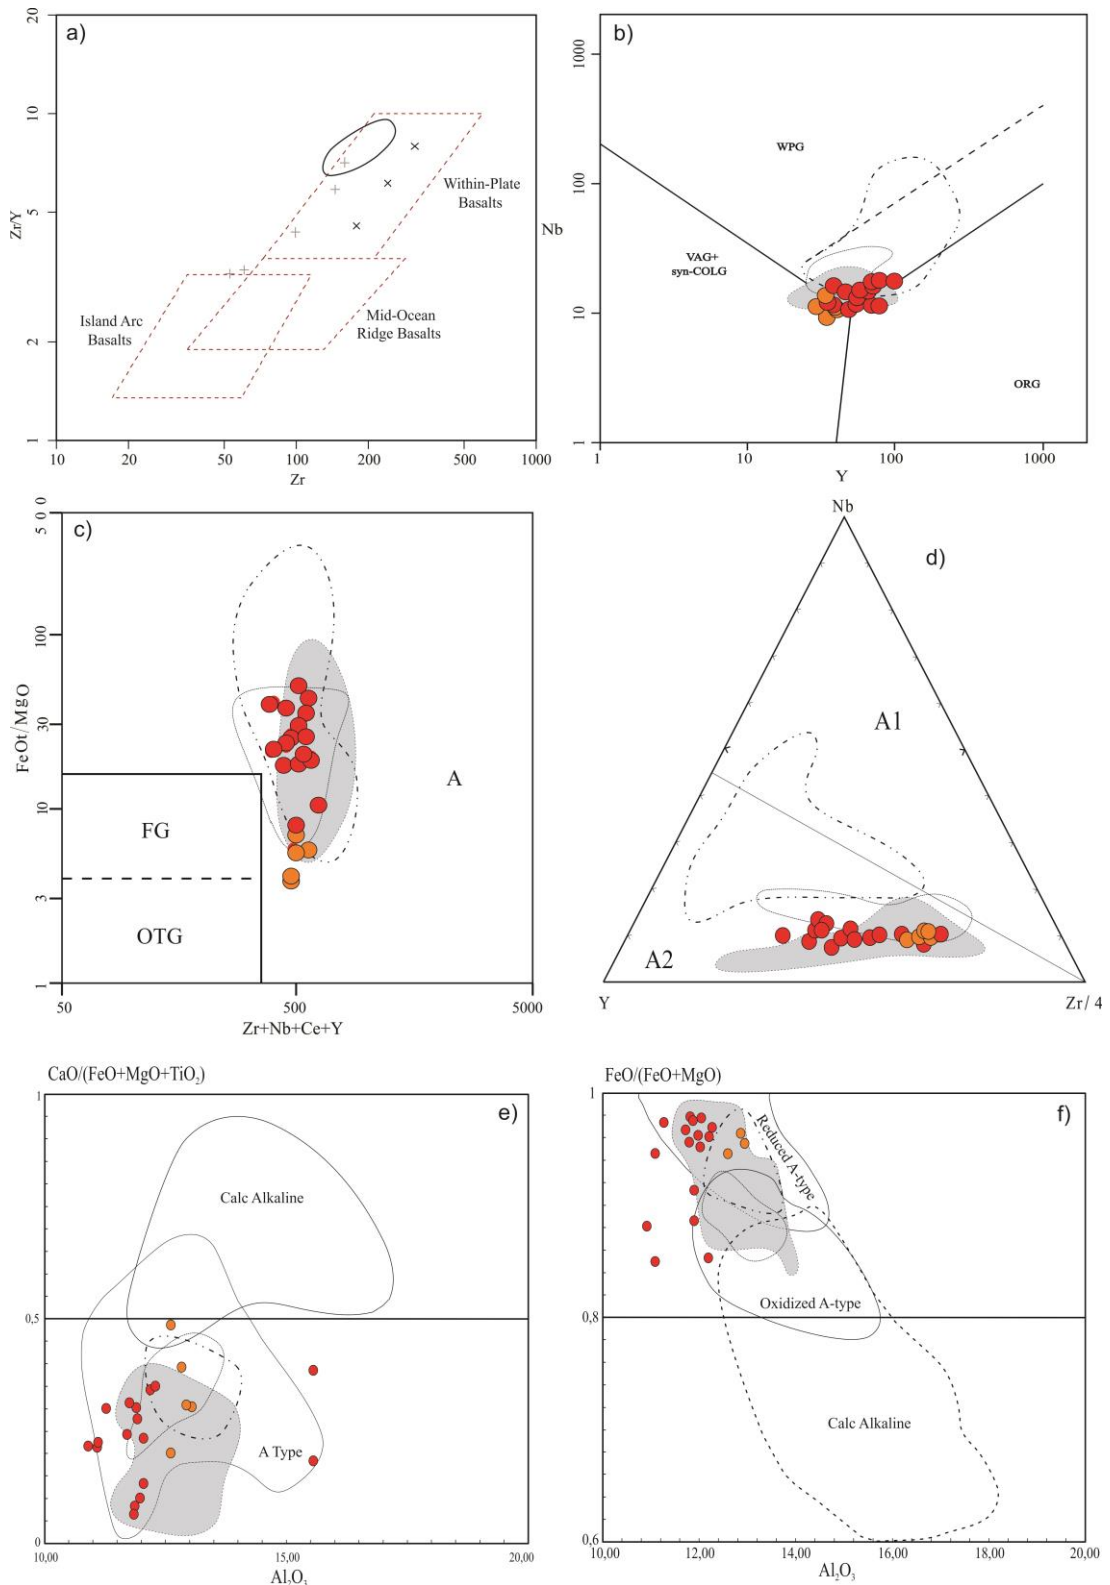 a)
20
10
5
2
1
Zr/Y
Within-Plate
Basalts
Island Arc
Basalts
Mid-Ocean
Ridge Basalts
10 20 50 100 200 500 1000
Zr
b)
1000
100
10
1
Nb
WPG
VAG+
syn-COLG
ORG
1 10 100 1000
Y
c)
5 0 0
100
30
10
3
1
FeOt/MgO
A
FG
OTG
50 500 5000
Zr+Nb+Ce+Y
Nb
d)
A1
A2
Y
Zr/4
CaO/(FeO+MgO+TiO₂)
e)
1
0,5
0
Calc Alkaline
A Type
10,00 15,00 20,00
Al₂O₃
FeO/(FeO+MgO)
f)
1
0,8
0,6
Reduced A-type
Oxidized A-type
Calc Alkaline
10,00 12,00 14,00 16,00 18,00 20,00
Al₂O₃